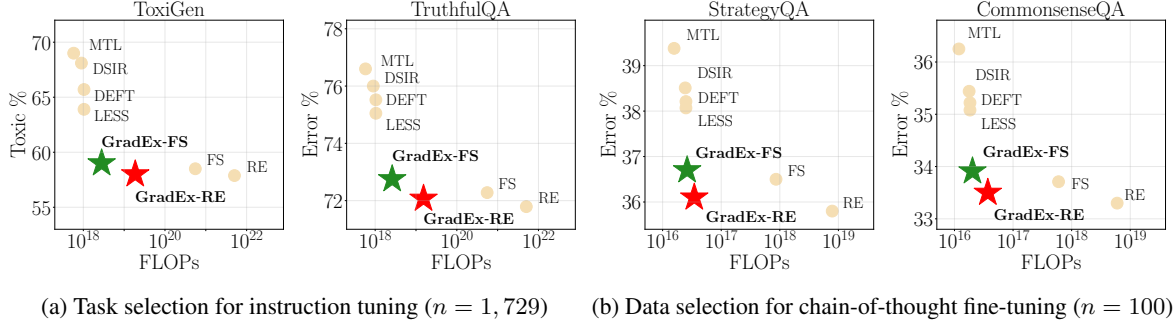 ToxiGen
Toxic %
70
65
60
55
MTL
DSIR
DEFT
LESS
GradEx-FS
FS
RE
GradEx-RE
10^18
10^20
10^22
FLOPs
TruthfulQA
Error %
78
76
74
72
MTL
DSIR
DEFT
LESS
GradEx-FS
FS
RE
GradEx-RE
10^18
10^20
10^22
FLOPs
(a) Task selection for instruction tuning (n = 1, 729)
StrategyQA
Error %
39
38
37
36
MTL
DSIR
DEFT
LESS
GradEx-FS
FS
RE
GradEx-RE
10^16
10^17
10^18
10^19
FLOPs
CommonsenseQA
Error %
36
35
34
33
MTL
DSIR
DEFT
LESS
GradEx-FS
FS
RE
GradEx-RE
10^16
10^17
10^18
10^19
FLOPs
(b) Data selection for chain-of-thought fine-tuning (n = 100)